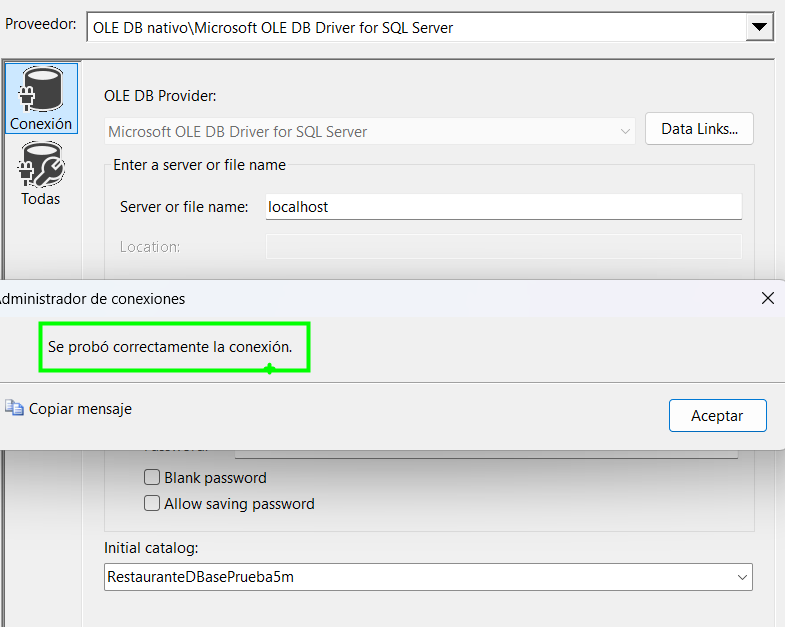 Proveedor:
OLE DB nativo\Microsoft OLE DB Driver for SQL Server
Conexión
Todas
OLE DB Provider:
Microsoft OLE DB Driver for SQL Server
Data Links...
Enter a server or file name
Server or file name:
localhost
Location:
Administrador de conexiones
Se probó correctamente la conexión.
Copiar mensaje
Aceptar
Blank password
Allow saving password
Initial catalog:
RestauranteDBasePrueba5m